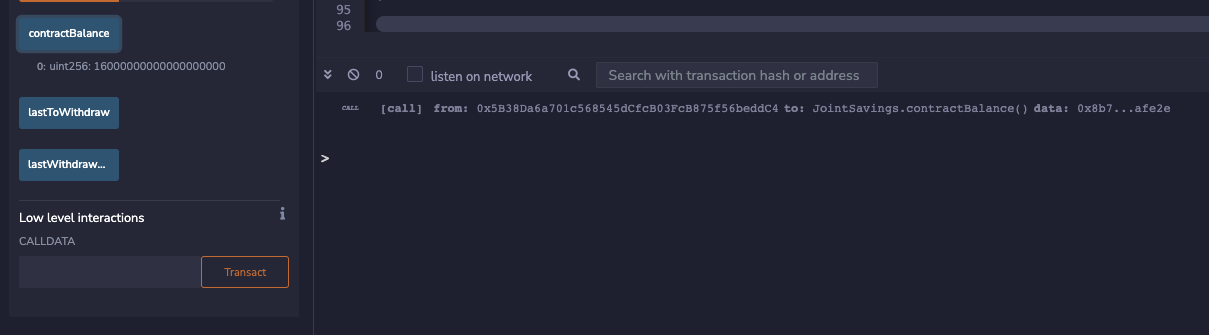 contractBalance
0: uint256: 16000000000000000000
lastToWithdraw
lastWithdraw...
Low level interactions
CALLDATA
Transact
95
96
0 listen on network Search with transaction hash or address
CALL [call] from: 0x5B38Da6a701c568545dCfcB03FcB875f56beddC4 to: JointSavings.contractBalance() data: 0x8b7...afe2e
>